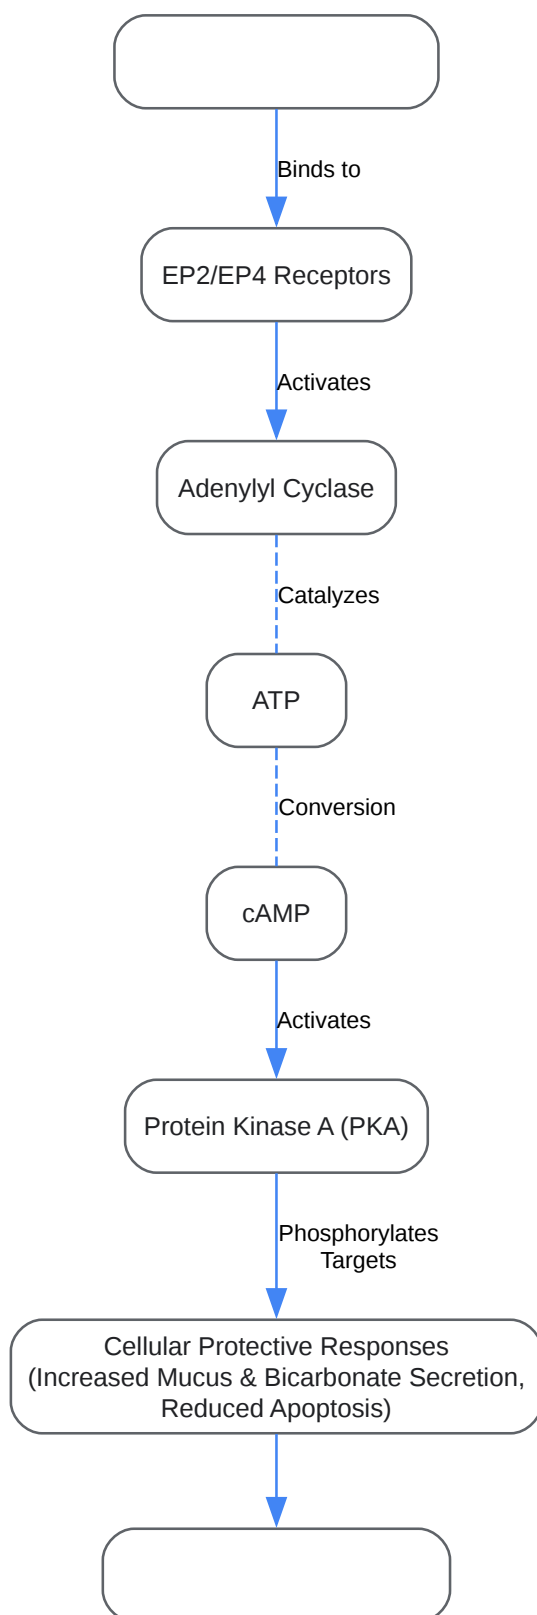 Binds to
EP2/EP4 Receptors
Activates
Adenylyl Cyclase
Catalyzes
ATP
Conversion
cAMP
Activates
Protein Kinase A (PKA)
Phosphorylates
Targets
Cellular Protective Responses
(Increased Mucus & Bicarbonate Secretion,
Reduced Apoptosis)